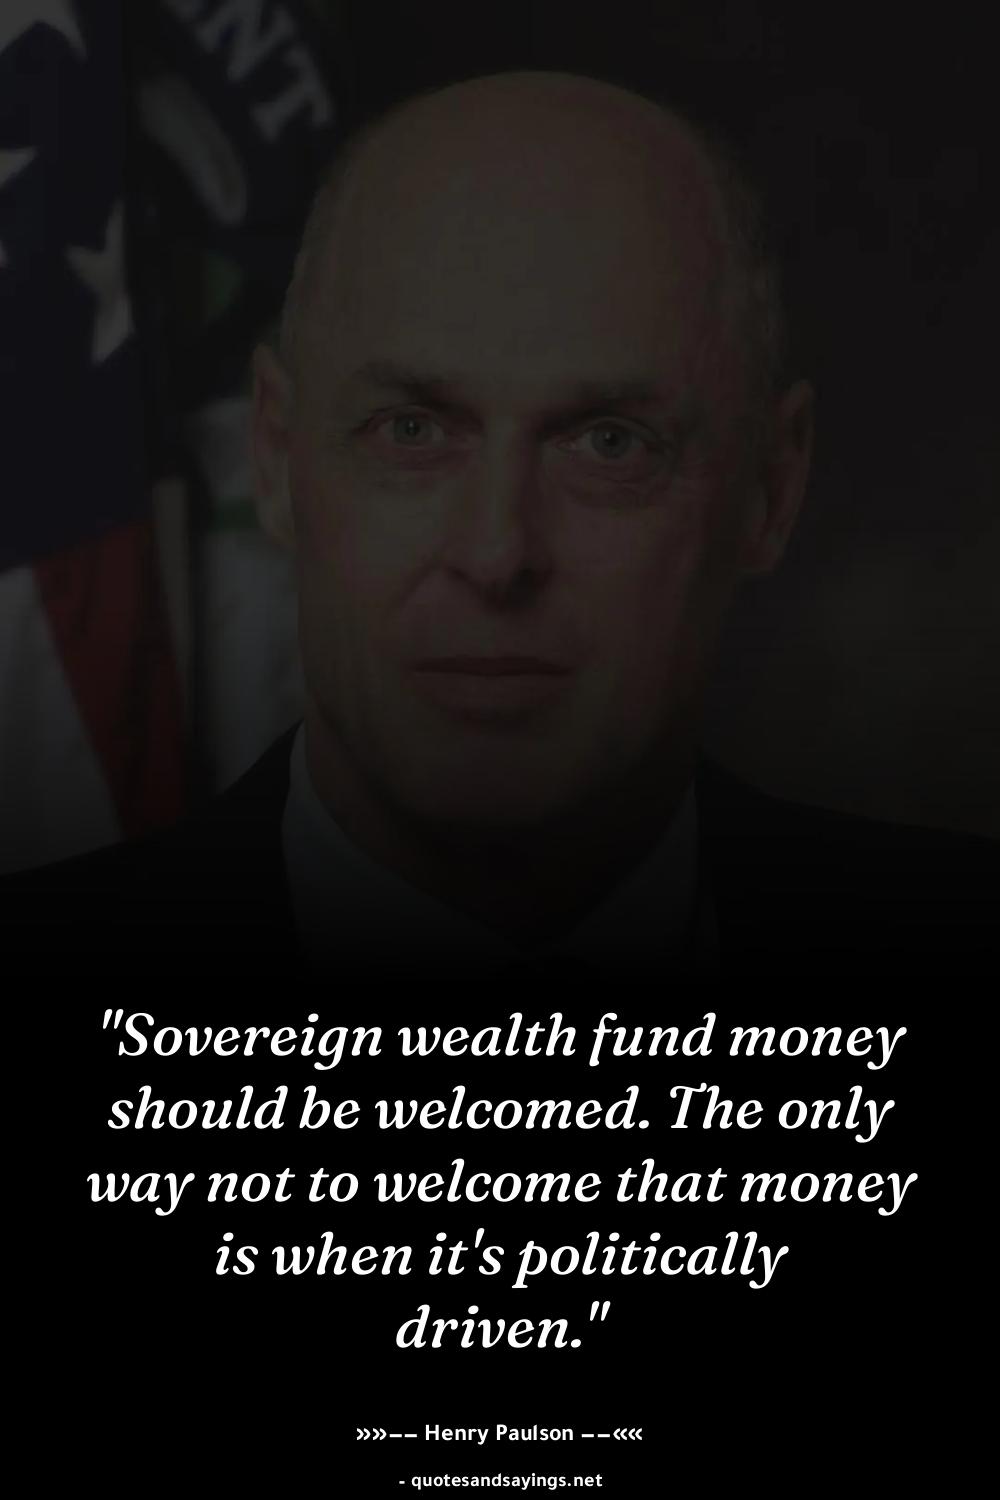 ENT
"Sovereign wealth fund money
should be welcomed. The only
way not to welcome that money
is when it's politically
driven."
»»−− Henry Paulson −−««
- quotesandsayings.net